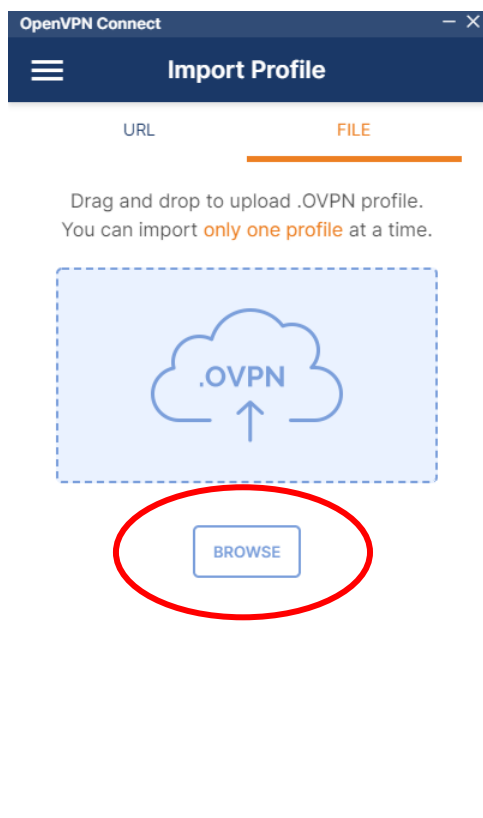 OpenVPN Connect
Import Profile
URL
FILE
Drag and drop to upload .OVPN profile.
You can import only one profile at a time.
.OVPN
BROWSE